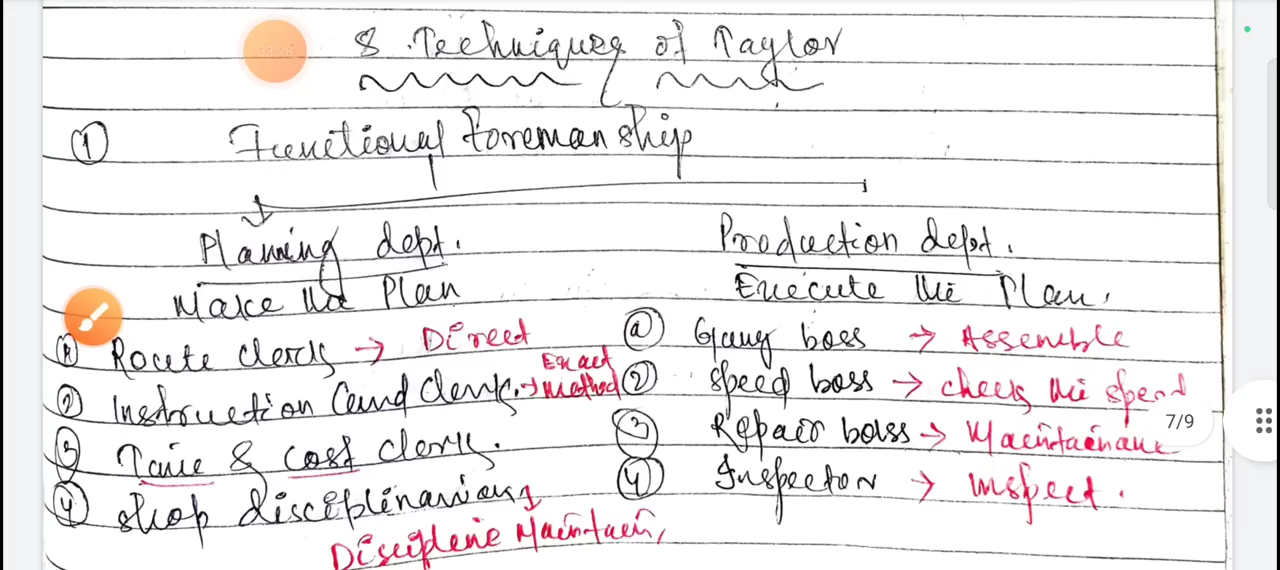 8 Techniques of Taylor
① Functional Foremanship
Planning dept. Production dept.
Make the Plan Execute the Plan.
① Route clerk → Direct ⓐ Gang boss → Assemble
② Instruction Card clerk. → Exact Method ② Speed boss → check the speed
③ Time & cost clerk. ③ Repair boss → Maintainance
④ Shop disciplinarian ④ Inspector → Inspect.
Discipline Maintain,
7/9